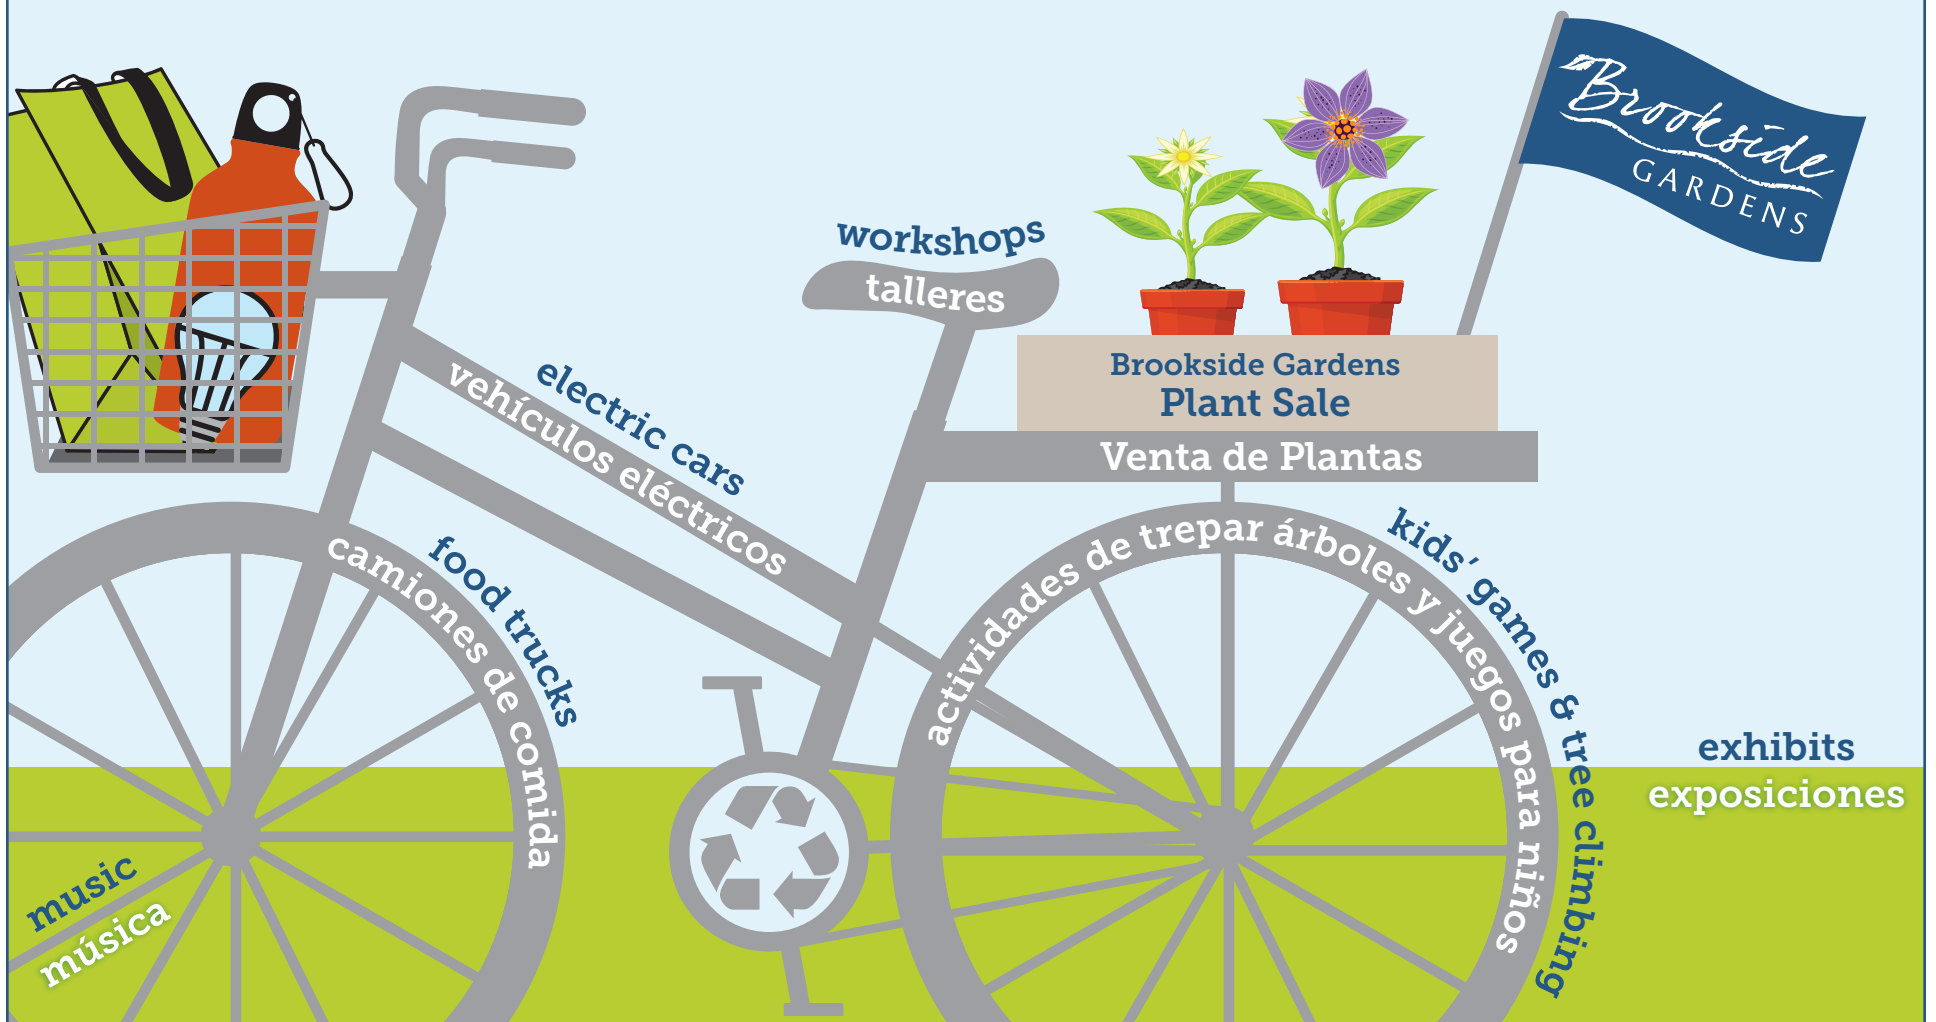 Brookside
GARDENS
workshops
talleres
Brookside Gardens
Plant Sale
Venta de Plantas
electric cars
vehículos eléctricos
food trucks
camiones de comida
kids' games & tree climbing
actividades de trepar árboles y juegos para niños
exhibits
exposiciones
music
música